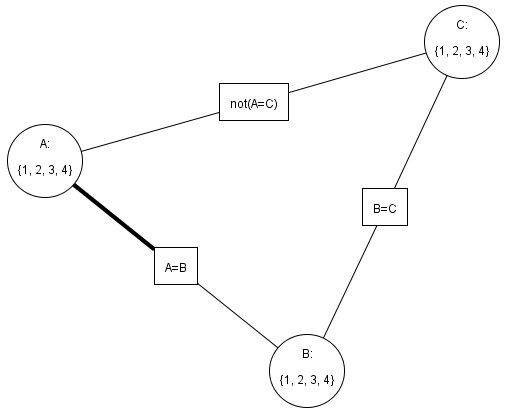 C:
{1, 2, 3, 4}
not(A=C)
A:
{1, 2, 3, 4}
B=C
A=B
B:
{1, 2, 3, 4}